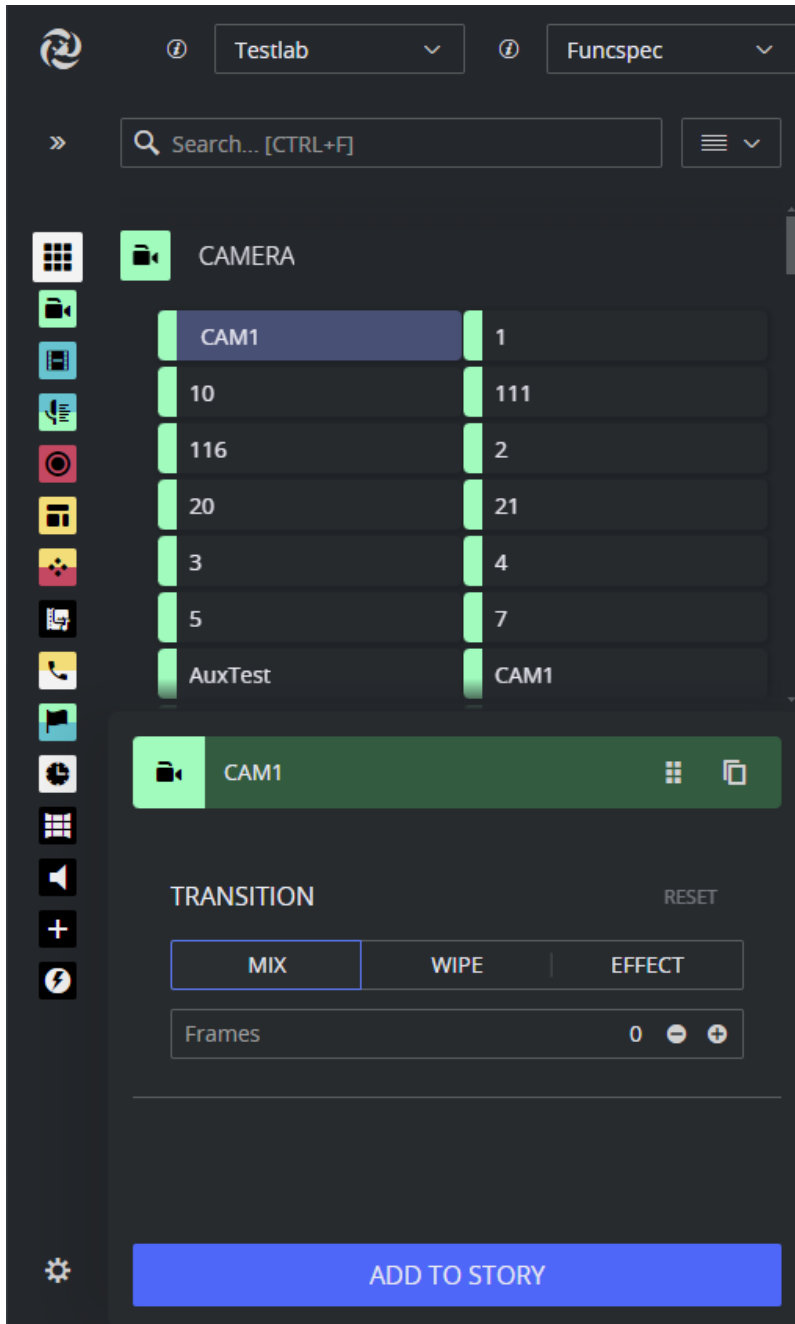 Testlab Funcspec
Search... [CTRL+F]
CAMERA
CAM1 1
10 111
116 2
20 21
3 4
5 7
AuxTest CAM1
CAM1
TRANSITION RESET
MIX WIPE EFFECT
Frames 0
ADD TO STORY